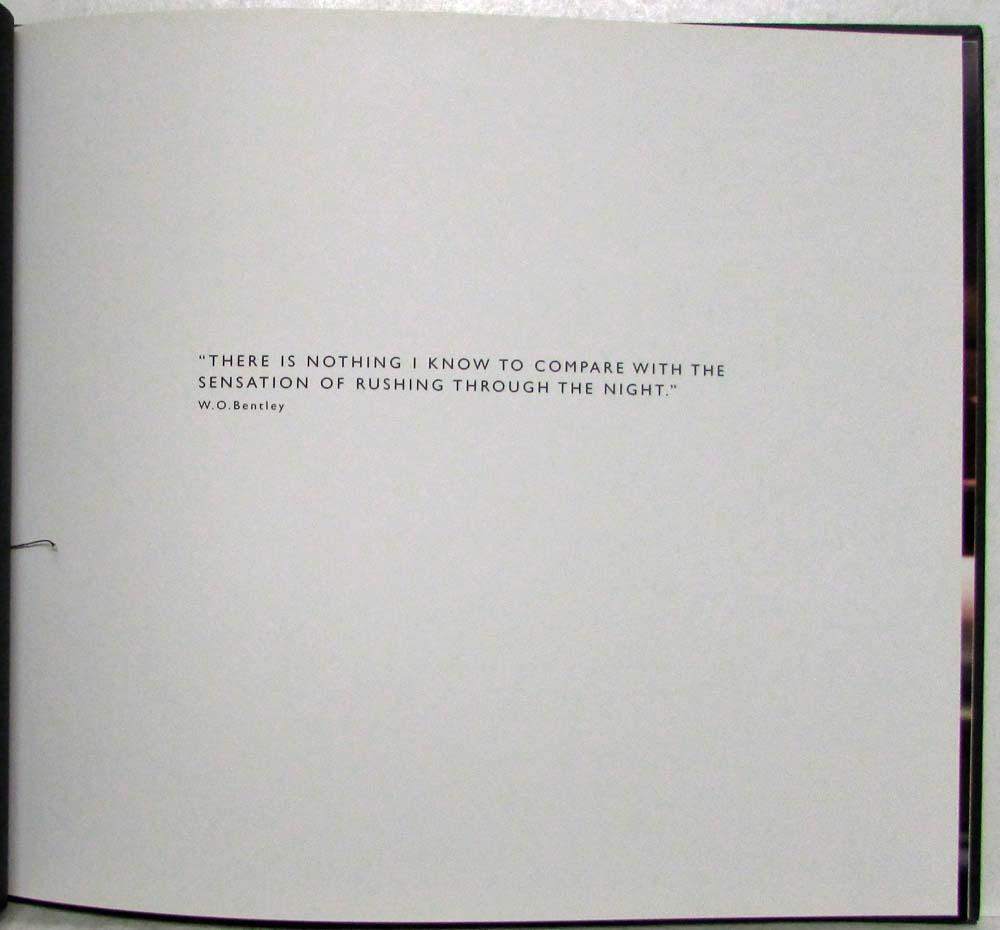 “THERE IS NOTHING I KNOW TO COMPARE WITH THE
SENSATION OF RUSHING THROUGH THE NIGHT.”
W.O.Bentley